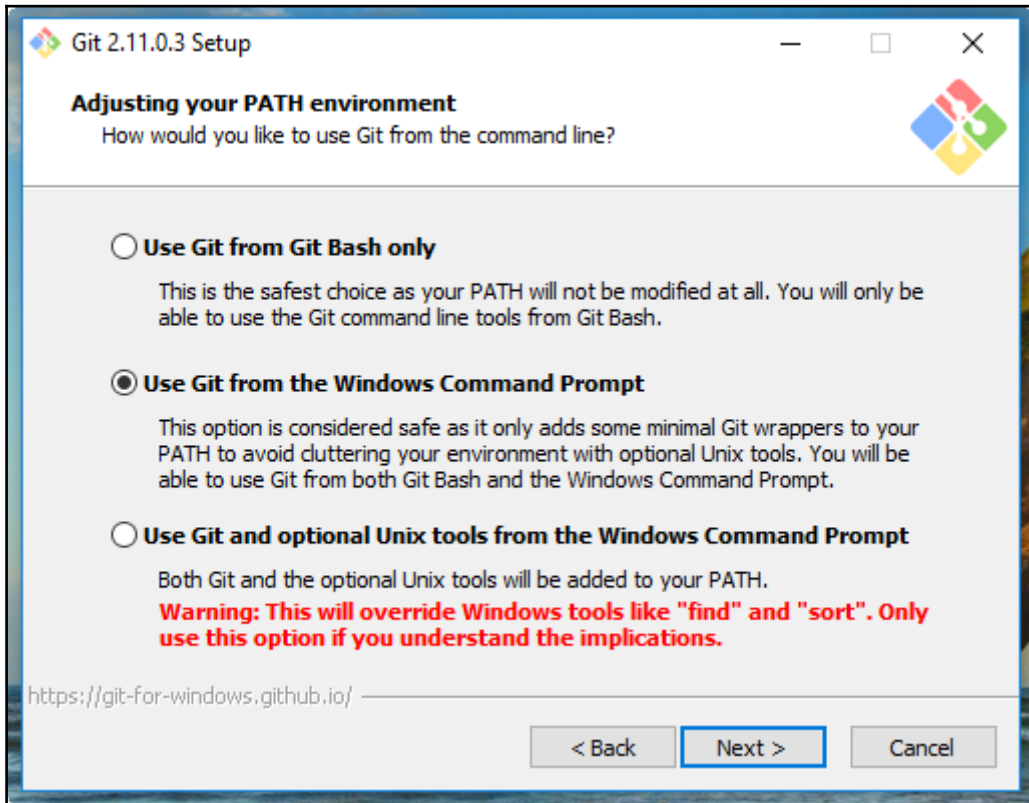 Git 2.11.0.3 Setup
Adjusting your PATH environment
How would you like to use Git from the command line?
Use Git from Git Bash only
This is the safest choice as your PATH will not be modified at all. You will only be
able to use the Git command line tools from Git Bash.
Use Git from the Windows Command Prompt
This option is considered safe as it only adds some minimal Git wrappers to your
PATH to avoid cluttering your environment with optional Unix tools. You will be
able to use Git from both Git Bash and the Windows Command Prompt.
Use Git and optional Unix tools from the Windows Command Prompt
Both Git and the optional Unix tools will be added to your PATH.
Warning: This will override Windows tools like "find" and "sort". Only
use this option if you understand the implications.
https://git-for-windows.github.io/
< Back Next > Cancel